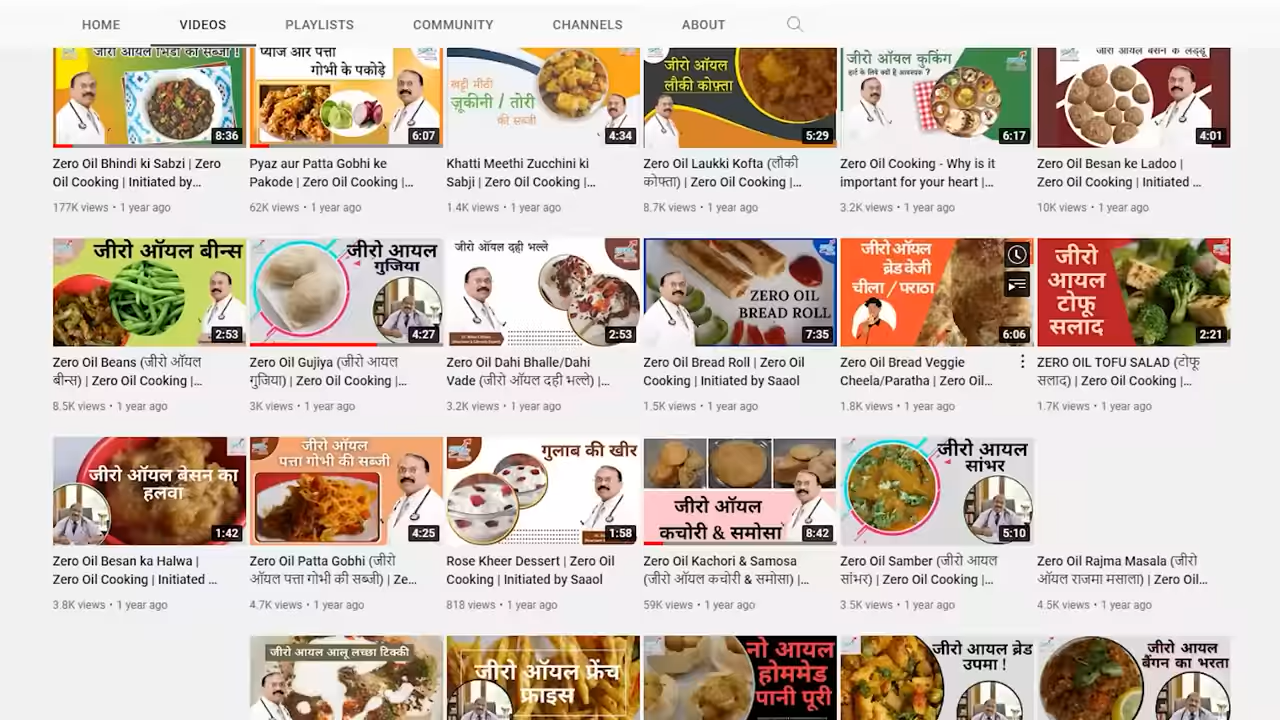 HOME VIDEOS PLAYLISTS COMMUNITY CHANNELS ABOUT
जीरो आयल भिंडी की सब्जी !
प्याज और पत्ता
गोभी के पकोड़े
खट्टी मीठी
ज़ूकीनी / तोरी
की सब्जी
जीरो ऑयल
लौकी कोफ़्ता
जीरो ऑयल कुकिंग
हार्ट के लिये क्यों है आवश्यक ?
जीरो आयल बेसन के लड्डू
8:36
6:07
4:34
5:29
6:17
4:01
Zero Oil Bhindi ki Sabzi | Zero
Oil Cooking | Initiated by...
177K views • 1 year ago
Pyaz aur Patta Gobhi ke
Pakode | Zero Oil Cooking |...
62K views • 1 year ago
Khatti Meethi Zucchini ki
Sabji | Zero Oil Cooking |...
1.4K views • 1 year ago
Zero Oil Laukki Kofta (लौकी
कोफ्ता) | Zero Oil Cooking |...
8.7K views • 1 year ago
Zero Oil Cooking - Why is it
important for your heart |...
3.2K views • 1 year ago
Zero Oil Besan ke Ladoo |
Zero Oil Cooking | Initiated ...
10K views • 1 year ago
जीरो ऑयल बीन्स
2:53
जीरो आयल
गुजिया
4:27
जीरो ऑयल दही भल्ले
2:53
ZERO OIL
BREAD ROLL
7:35
जीरो ऑयल
ब्रेड वेजी
चीला / पराठा
6:06
जीरो
आयल
टोफू
सलाद
2:21
Zero Oil Beans (जीरो ऑयल
बीन्स) | Zero Oil Cooking |...
8.5K views • 1 year ago
Zero Oil Gujiya (जीरो आयल
गुजिया) | Zero Oil Cooking |...
3K views • 1 year ago
Zero Oil Dahi Bhalle/Dahi
Vade (जीरो ऑयल दही भल्ले) |...
3.2K views • 1 year ago
Zero Oil Bread Roll | Zero Oil
Cooking | Initiated by Saaol
1.5K views • 1 year ago
Zero Oil Bread Veggie
Cheela/Paratha | Zero Oil...
1.8K views • 1 year ago
ZERO OIL TOFU SALAD (टोफू
सलाद) | Zero Oil Cooking |...
1.7K views • 1 year ago
जीरो ऑयल बेसन का
हलवा
1:42
जीरो ऑयल
पत्ता गोभी की सब्जी
4:25
गुलाब की खीर
1:58
जीरो ऑयल
कचोरी & समोसा
8:42
जीरो आयल
सांभर
5:10
Zero Oil Besan ka Halwa |
Zero Oil Cooking | Initiated ...
3.8K views • 1 year ago
Zero Oil Patta Gobhi (जीरो
ऑयल पत्ता गोभी की सब्जी) | Ze...
4.7K views • 1 year ago
Rose Kheer Dessert | Zero Oil
Cooking | Initiated by Saaol
818 views • 1 year ago
Zero Oil Kachori & Samosa
(जीरो ऑयल कचोरी & समोसा) |...
59K views • 1 year ago
Zero Oil Samber (जीरो आयल
सांभर) | Zero Oil Cooking |...
3.5K views • 1 year ago
Zero Oil Rajma Masala (जीरो
ऑयल राजमा मसाला) | Zero Oil...
4.5K views • 1 year ago
जीरो आयल आलू लच्छा टिक्की
जीरो ऑयल फ्रेंच
फ्राइस
नो आयल
होममेड
पानी पूरी
जीरो आयल ब्रेड
उपमा !
जीरो आयल
बैंगन का भरता